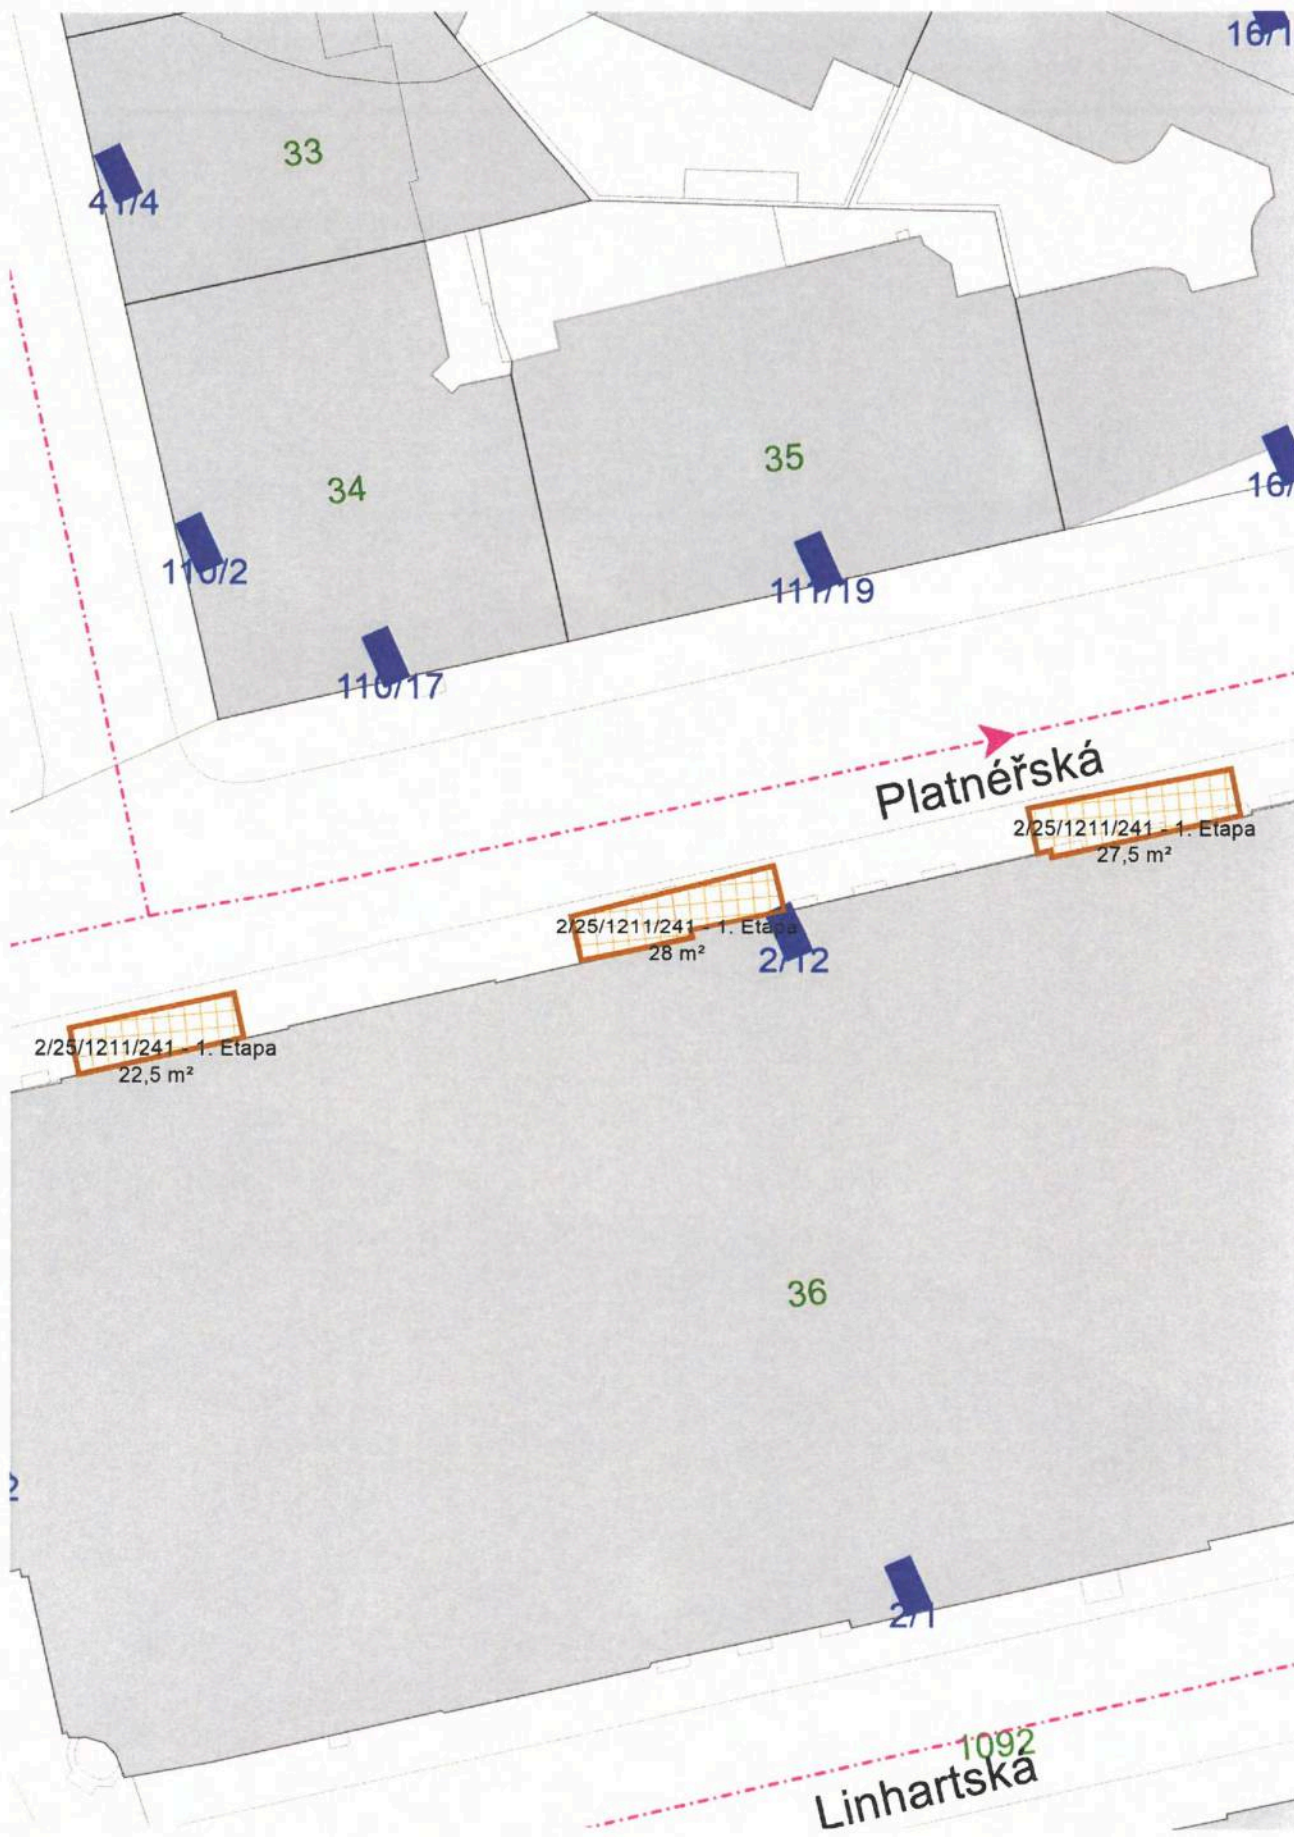 16/1
33
41/4
35
34
110/2
111/19
110/17
Platnéřská
2/25/1211/241 - 1. Etapa
27,5 m²
2/25/1211/241 - 1. Etapa
28 m²
2/12
2/25/1211/241 - 1. Etapa
22,5 m²
36
2
2/1
1092
Linhartská